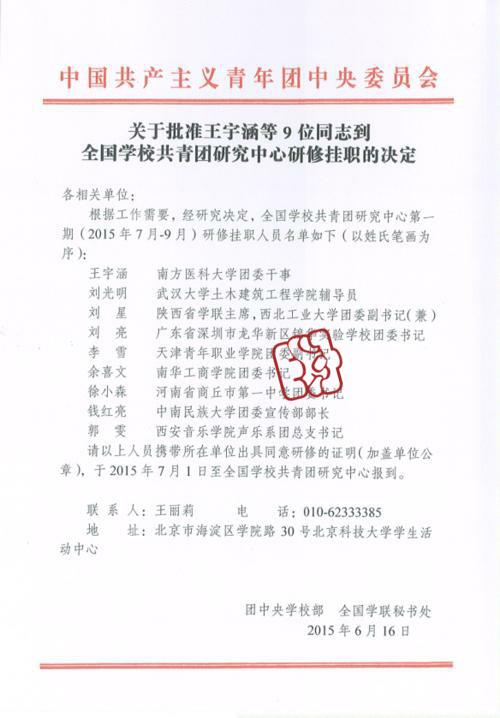 中国共产主义青年团中央委员会
关于批准王宇涵等9位同志到
全国学校共青团研究中心研修挂职的决定
各相关单位:
根据工作需要,经研究决定,全国学校共青团研究中心第一
期(2015年7月-9月)研修挂职人员名单如下(以姓氏笔画为
序):
王宇涵 南方医科大学团委干事
刘光明 武汉大学土木建筑工程学院辅导员
刘 星 陕西省学联主席,西北工业大学团委副书记(兼)
刘 亮 广东省深圳市龙华新区锦华实验学校团委书记
李 雪 天津青年职业学院团委副书记
余喜文 南华工商学院团委书记
徐小森 河南省商丘市第一中学团委书记
钱红亮 中南民族大学团委宣传部部长
郭 雯 西安音乐学院声乐系团总支书记
请以上人员携带所在单位出具同意研修的证明(加盖单位公
章),于2015年7月1日至全国学校共青团研究中心报到。
联 系 人:王丽莉 电 话:010-62333385
地 址:北京市海淀区学院路30号北京科技大学学生活
动中心
团中央学校部 全国学联秘书处
2015年6月16日